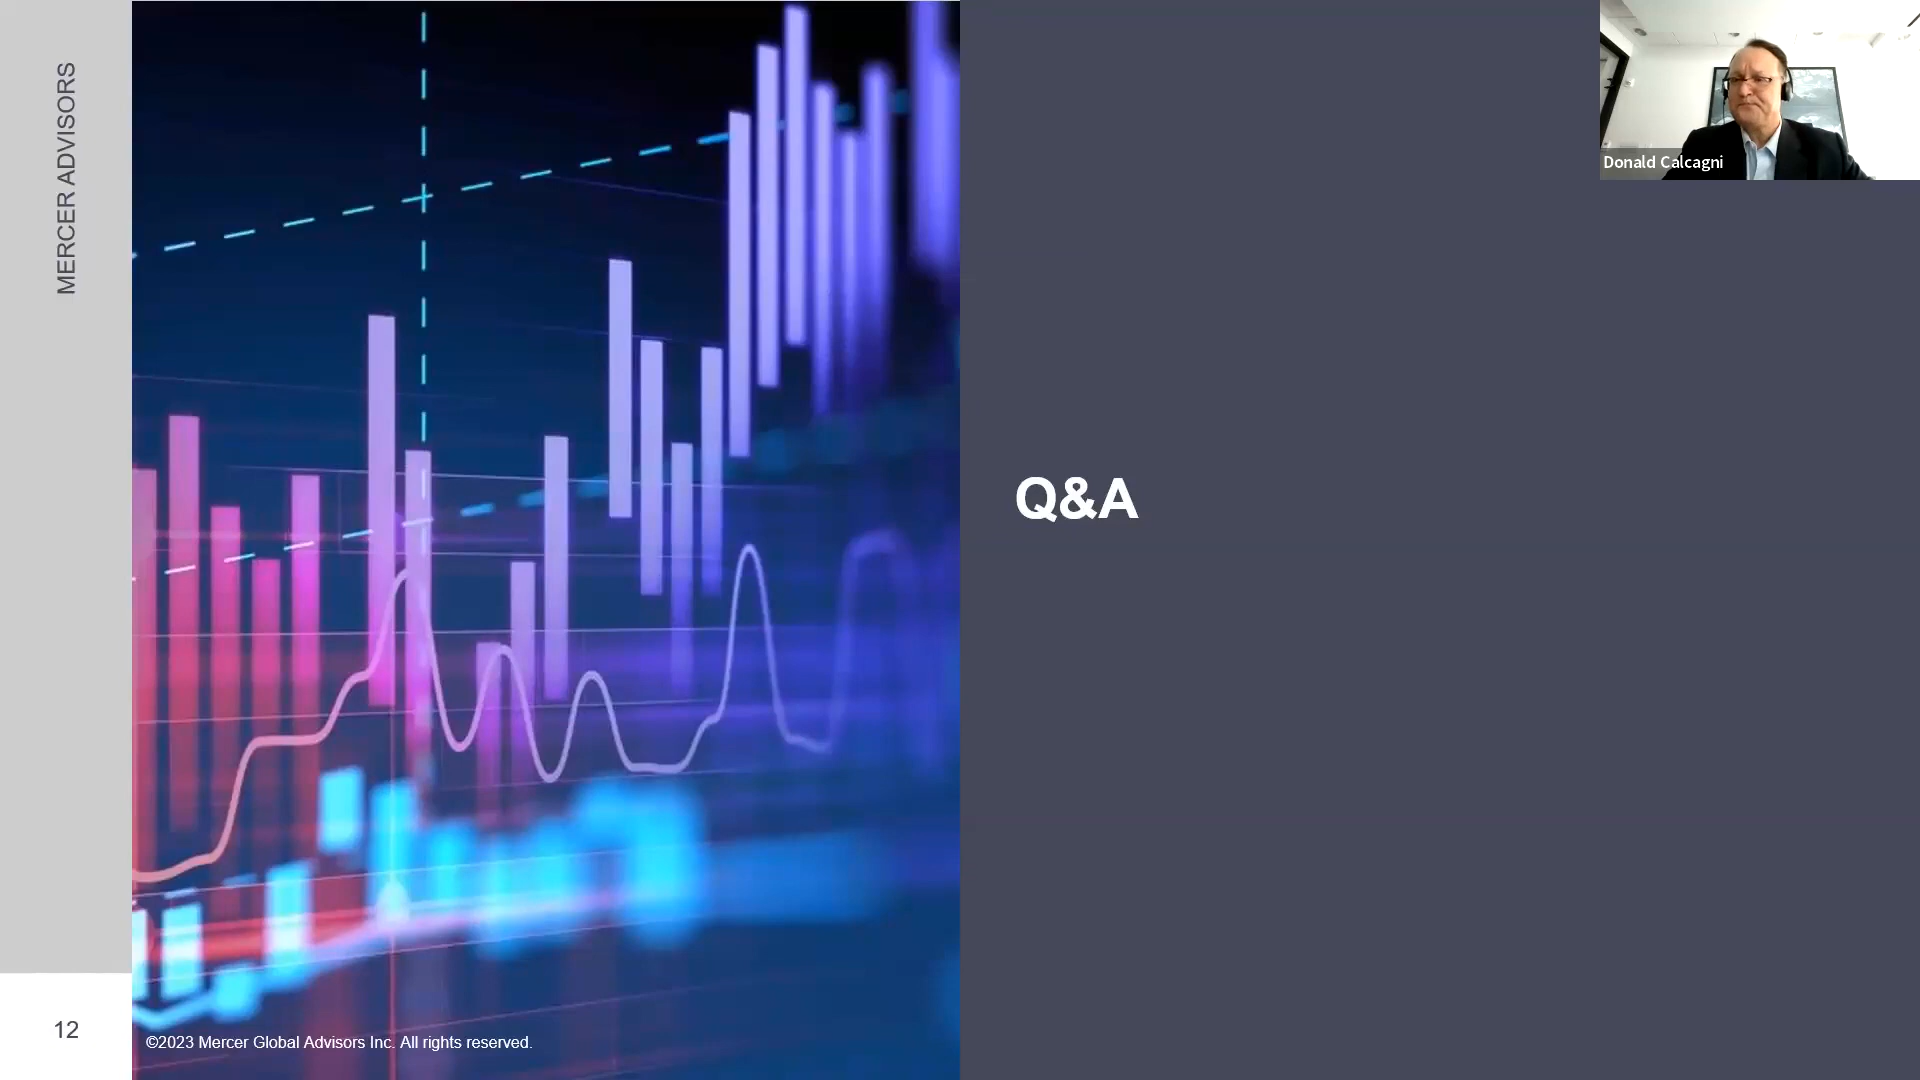 MERCER ADVISORS
Donald Calcagni
Q&A
12
©2023 Mercer Global Advisors Inc. All rights reserved.